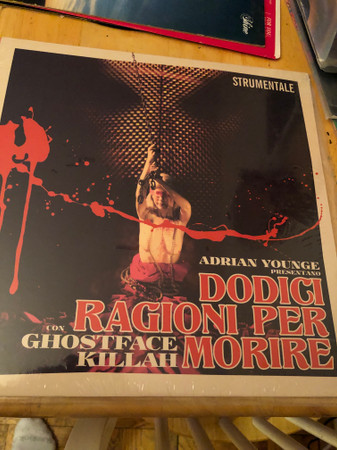 STRUMENTALE
ADRIAN YOUNGE
PRESENTANO
DODICI
RAGIONI PER
MORIRE
CON
GHOSTFACE
KILLAH